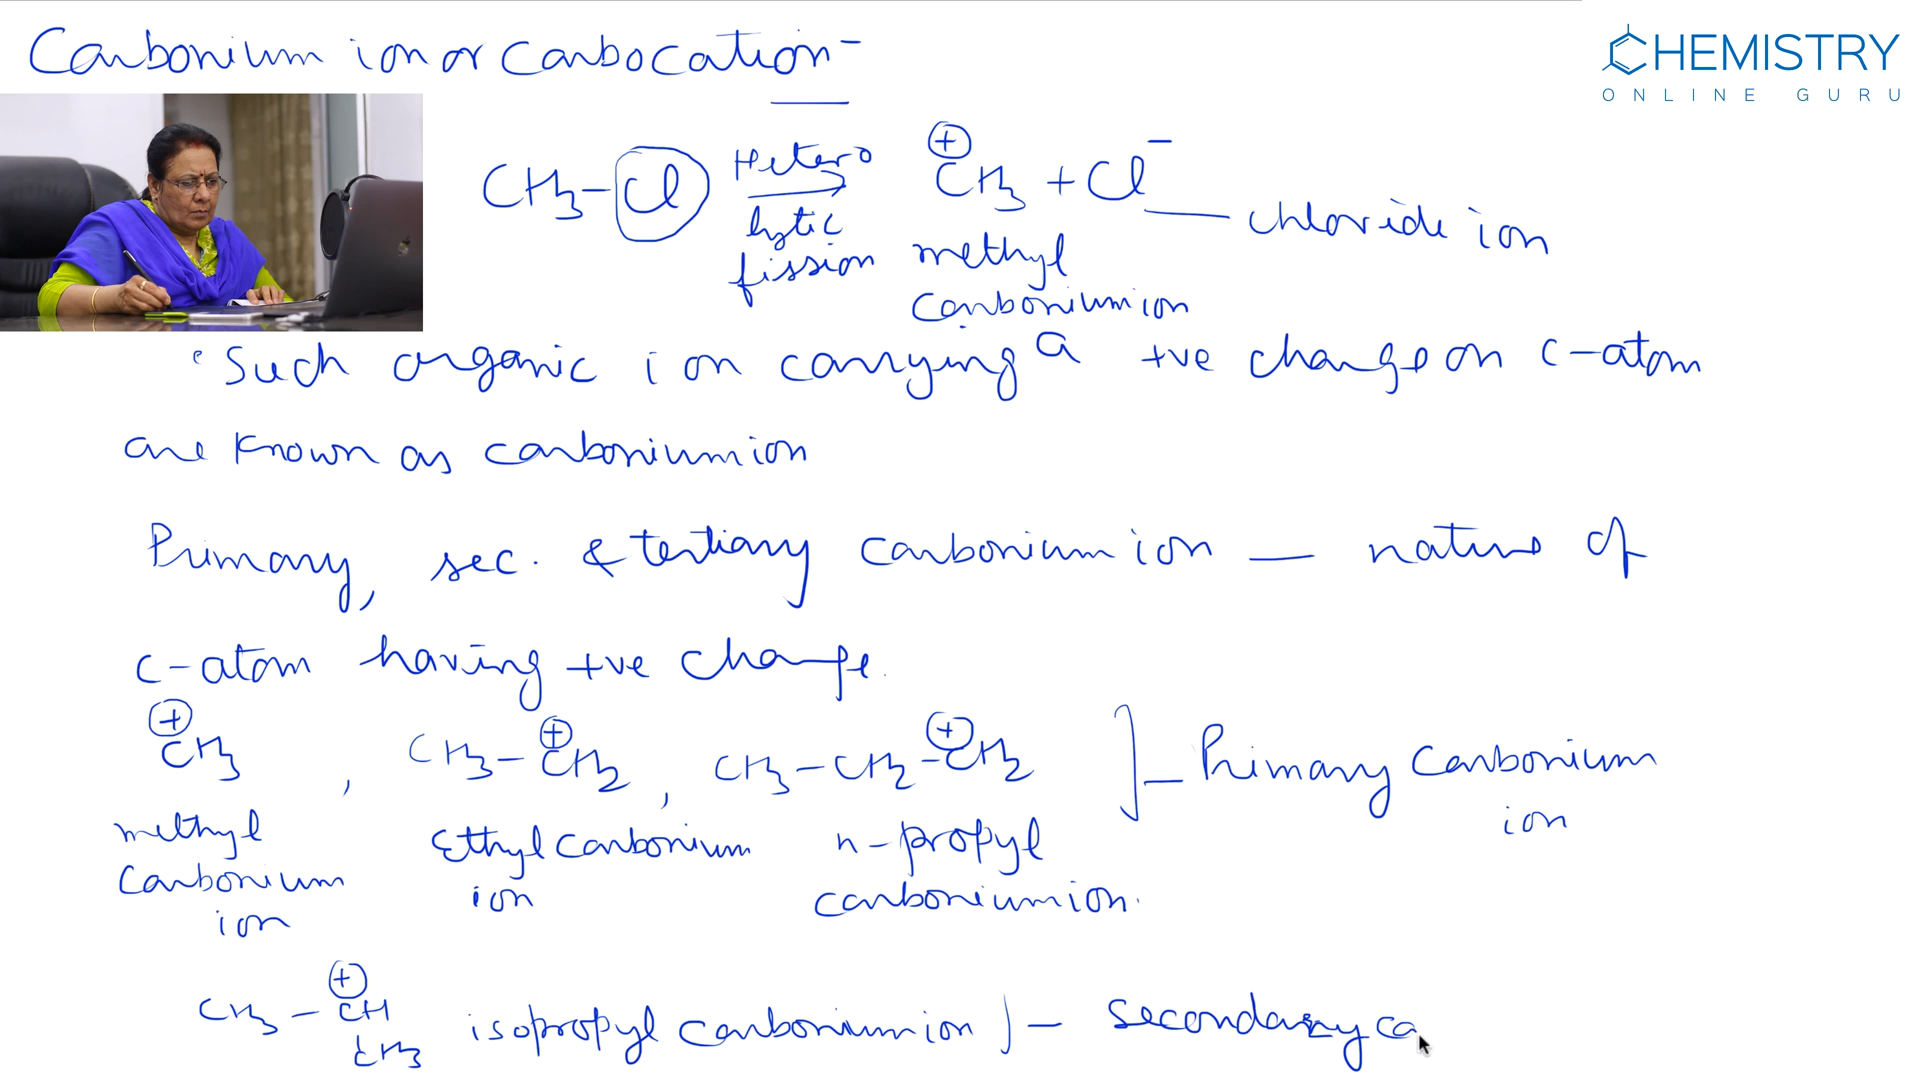 Carbonium ion or carbocation-
CHEMISTRY
ONLINE GURU
CH3-Cl Hetero lytic fission ⊕CH3 + Cl⁻ — chloride ion
methyl
carbonium ion
Such organic ion carrying a +ve charge on C-atom
are known as carbonium ion
Primary, sec. & tertiary carbonium ion — nature of
C-atom having +ve charge.
⊕CH3, CH3-⊕CH2, CH3-CH2-⊕CH2 ]- Primary Carbonium
ion
methyl
Carbonium
ion
Ethyl carbonium
ion
n-propyl
carbonium ion.
CH3-⊕CH isopropyl carbonium ion ]- Secondary ca
CH3